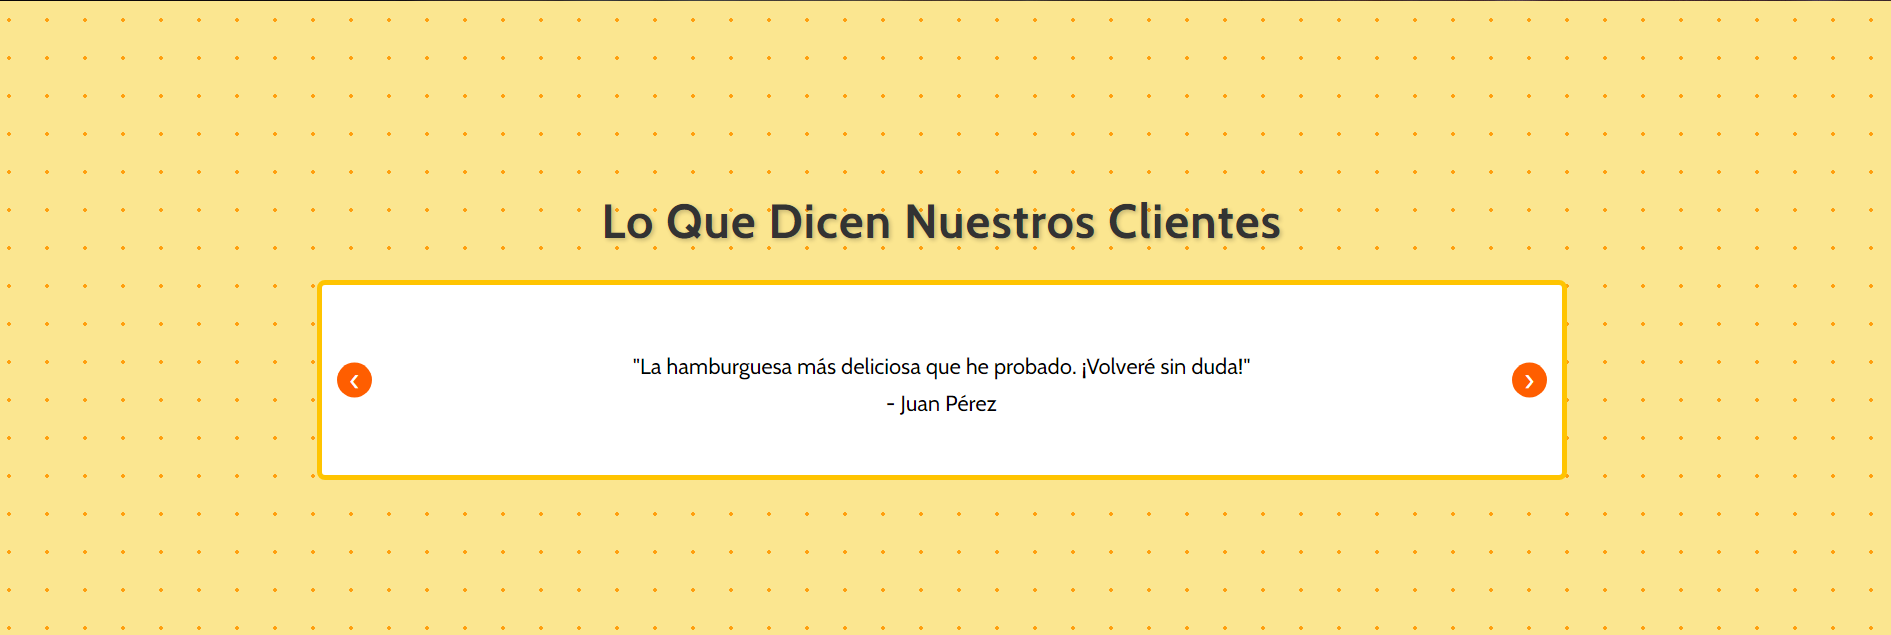 Lo Que Dicen Nuestros Clientes
"La hamburguesa más deliciosa que he probado. ¡Volveré sin duda!"
- Juan Pérez